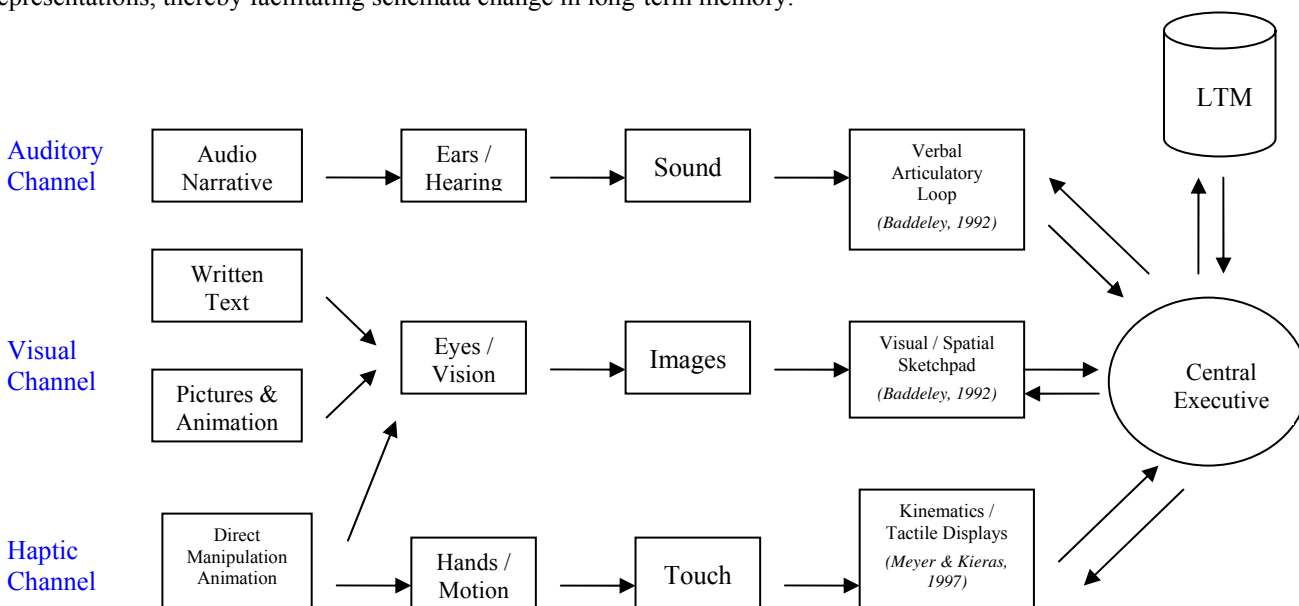 representations, thereby facilitating schemata change in long-term memory.
LTM
Auditory
Channel
Audio
Narrative
Ears /
Hearing
Sound
Verbal
Articulatory
Loop
(Baddeley, 1992)
Written
Text
Visual
Channel
Pictures &
Animation
Eyes /
Vision
Images
Visual / Spatial
Sketchpad
(Baddeley, 1992)
Central
Executive
Haptic
Channel
Direct
Manipulation
Animation
Hands /
Motion
Touch
Kinematics /
Tactile Displays
(Meyer & Kieras,
1997)